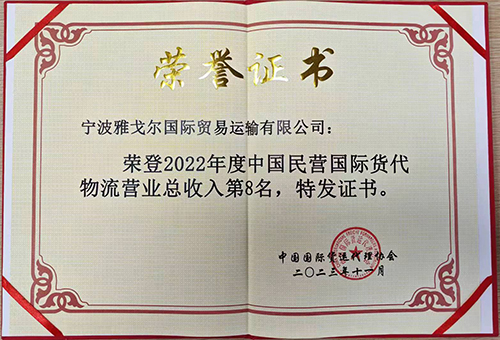 荣誉证书
宁波雅戈尔国际贸易运输有限公司：
荣登2022年度中国民营国际货代
物流营业总收入第8名，特发证书。
中国国际货运代理协会
二〇二三年十一月